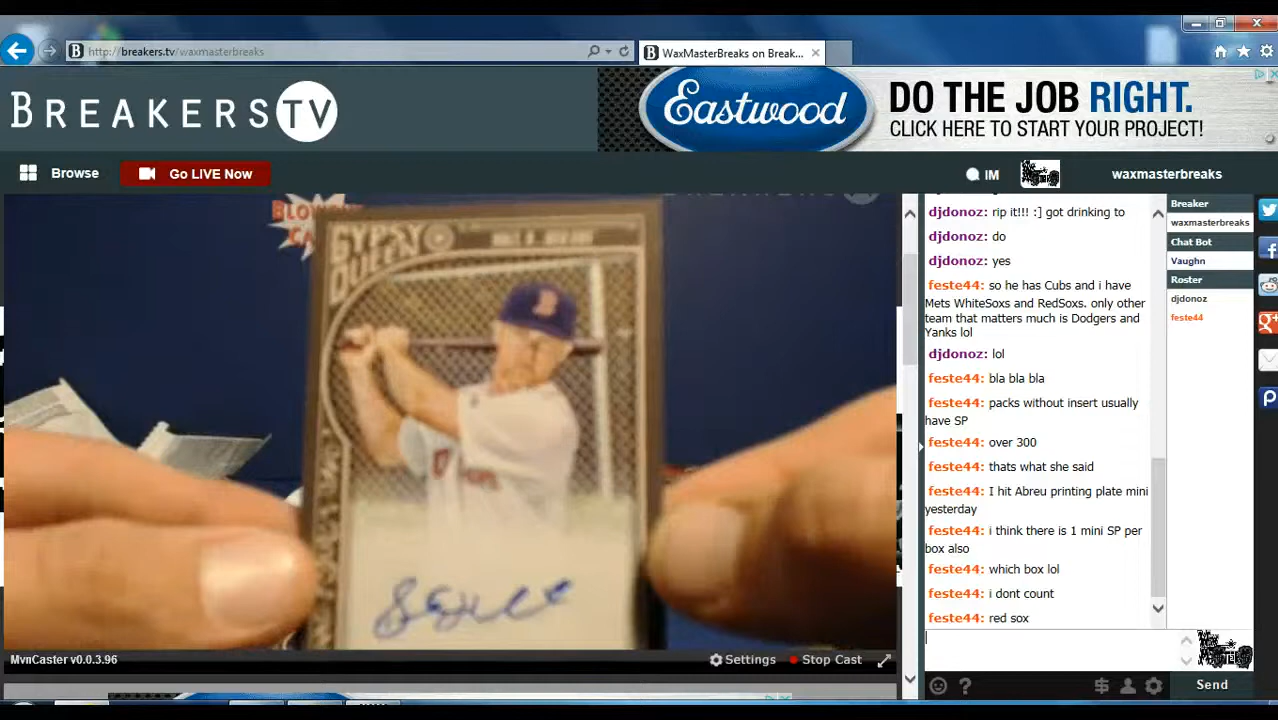 http://breakers.tv/waxmasterbreaks
WaxMasterBreaks on Break...
BREAKERS TV
Eastwood
DO THE JOB RIGHT.
CLICK HERE TO START YOUR PROJECT!
Browse
Go LIVE Now
IM
waxmasterbreaks
GYPSY
QUEEN
djdonoz: rip it!!! :] got drinking to
djdonoz: do
djdonoz: yes
feste44: so he has Cubs and i have
Mets WhiteSoxs and RedSoxs. only other
team that matters much is Dodgers and
Yanks lol
djdonoz: lol
feste44: bla bla bla
feste44: packs without insert usually
have SP
feste44: over 300
feste44: thats what she said
feste44: I hit Abreu printing plate mini
yesterday
feste44: i think there is 1 mini SP per
box also
feste44: which box lol
feste44: i dont count
feste44: red sox
Breaker
waxmasterbreaks
Chat Bot
Vaughn
Roster
djdonoz
feste44
MvnCaster v0.0.3.96
Settings
Stop Cast
Send